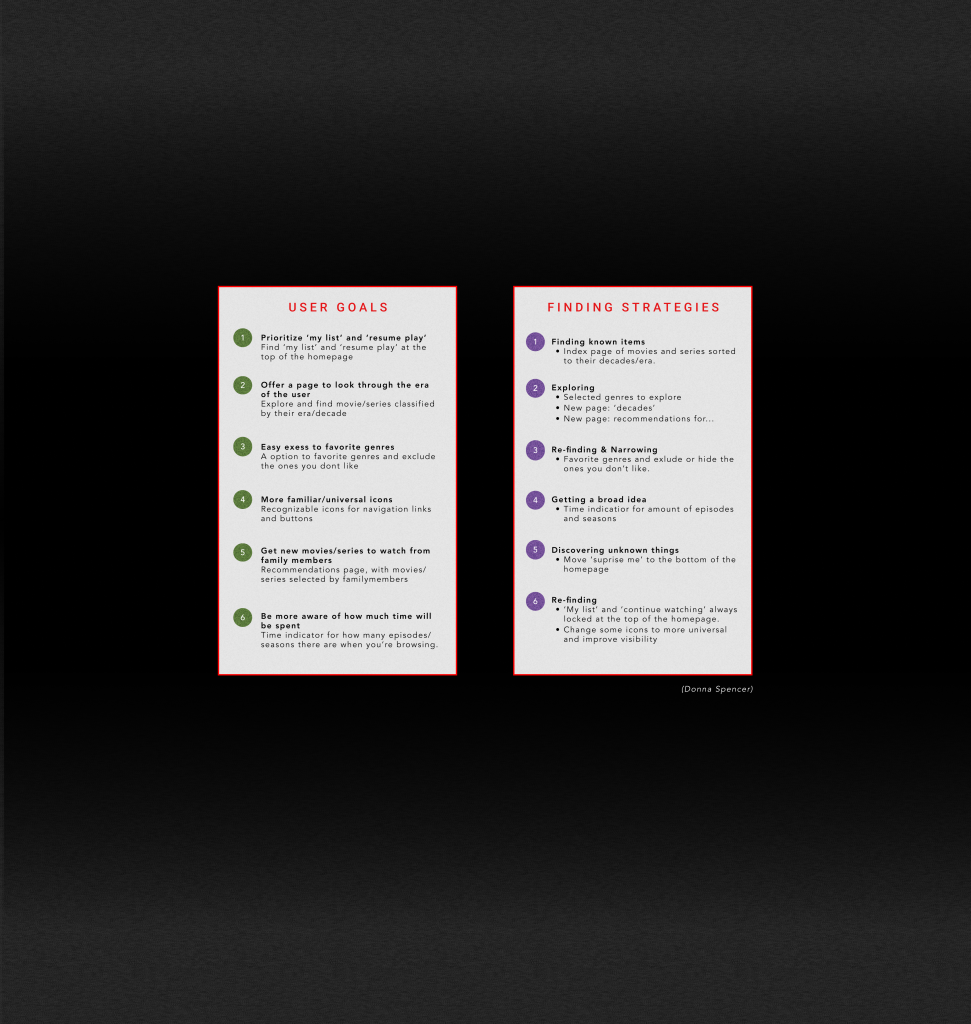 USER GOALS
1
Prioritize 'my list' and 'resume play'
Find 'my list' and 'resume play' at the
top of the homepage
2
Offer a page to look through the era
of the user
Explore and find movie/series classified
by their era/decade
3
Easy exess to favorite genres
A option to favorite genres and exclude
the ones you dont like
4
More familiar/universal icons
Recognizable icons for navigation links
and buttons
5
Get new movies/series to watch from
family members
Recommendations page, with movies/
series selected by familymembers
6
Be more aware of how much time will
be spent
Time indicator for how many episodes/
seasons there are when you're browsing.
FINDING STRATEGIES
1
Finding known items
• Index page of movies and series sorted
to their decades/era.
2
Exploring
• Selected genres to explore
• New page: 'decades'
• New page: recommendations for...
3
Re-finding & Narrowing
• Favorite genres and exlude or hide the
ones you don't like.
4
Getting a broad idea
• Time indicatior for amount of episodes
and seasons
5
Discovering unknown things
• Move 'suprise me' to the bottom of the
homepage
6
Re-finding
• 'My list' and 'continue watching' always
locked at the top of the homepage.
• Change some icons to more universal
and improve visibility
(Donna Spencer)